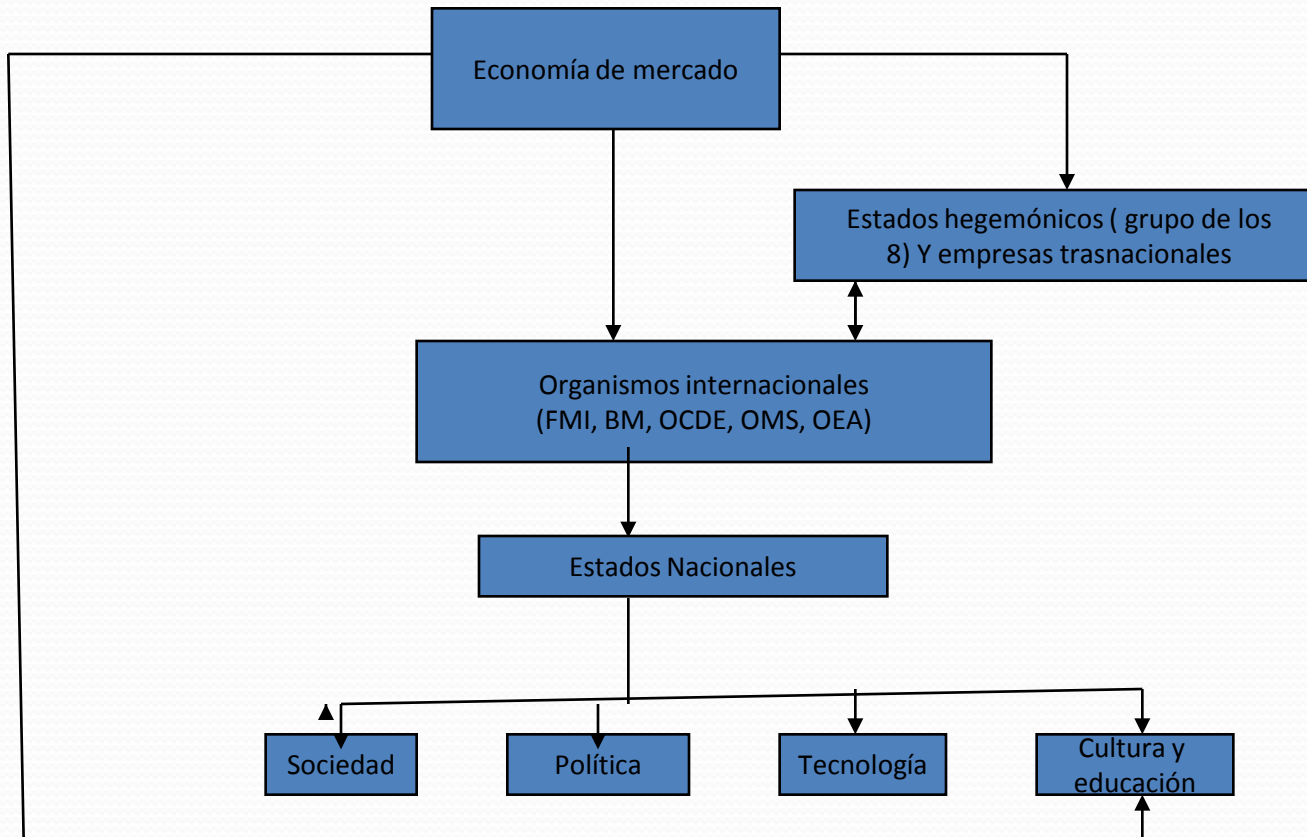 Economía de mercado
Estados hegemónicos ( grupo de los
8) Y empresas trasnacionales
Organismos internacionales
(FMI, BM, OCDE, OMS, OEA)
Estados Nacionales
Sociedad
Política
Tecnología
Cultura y
educación